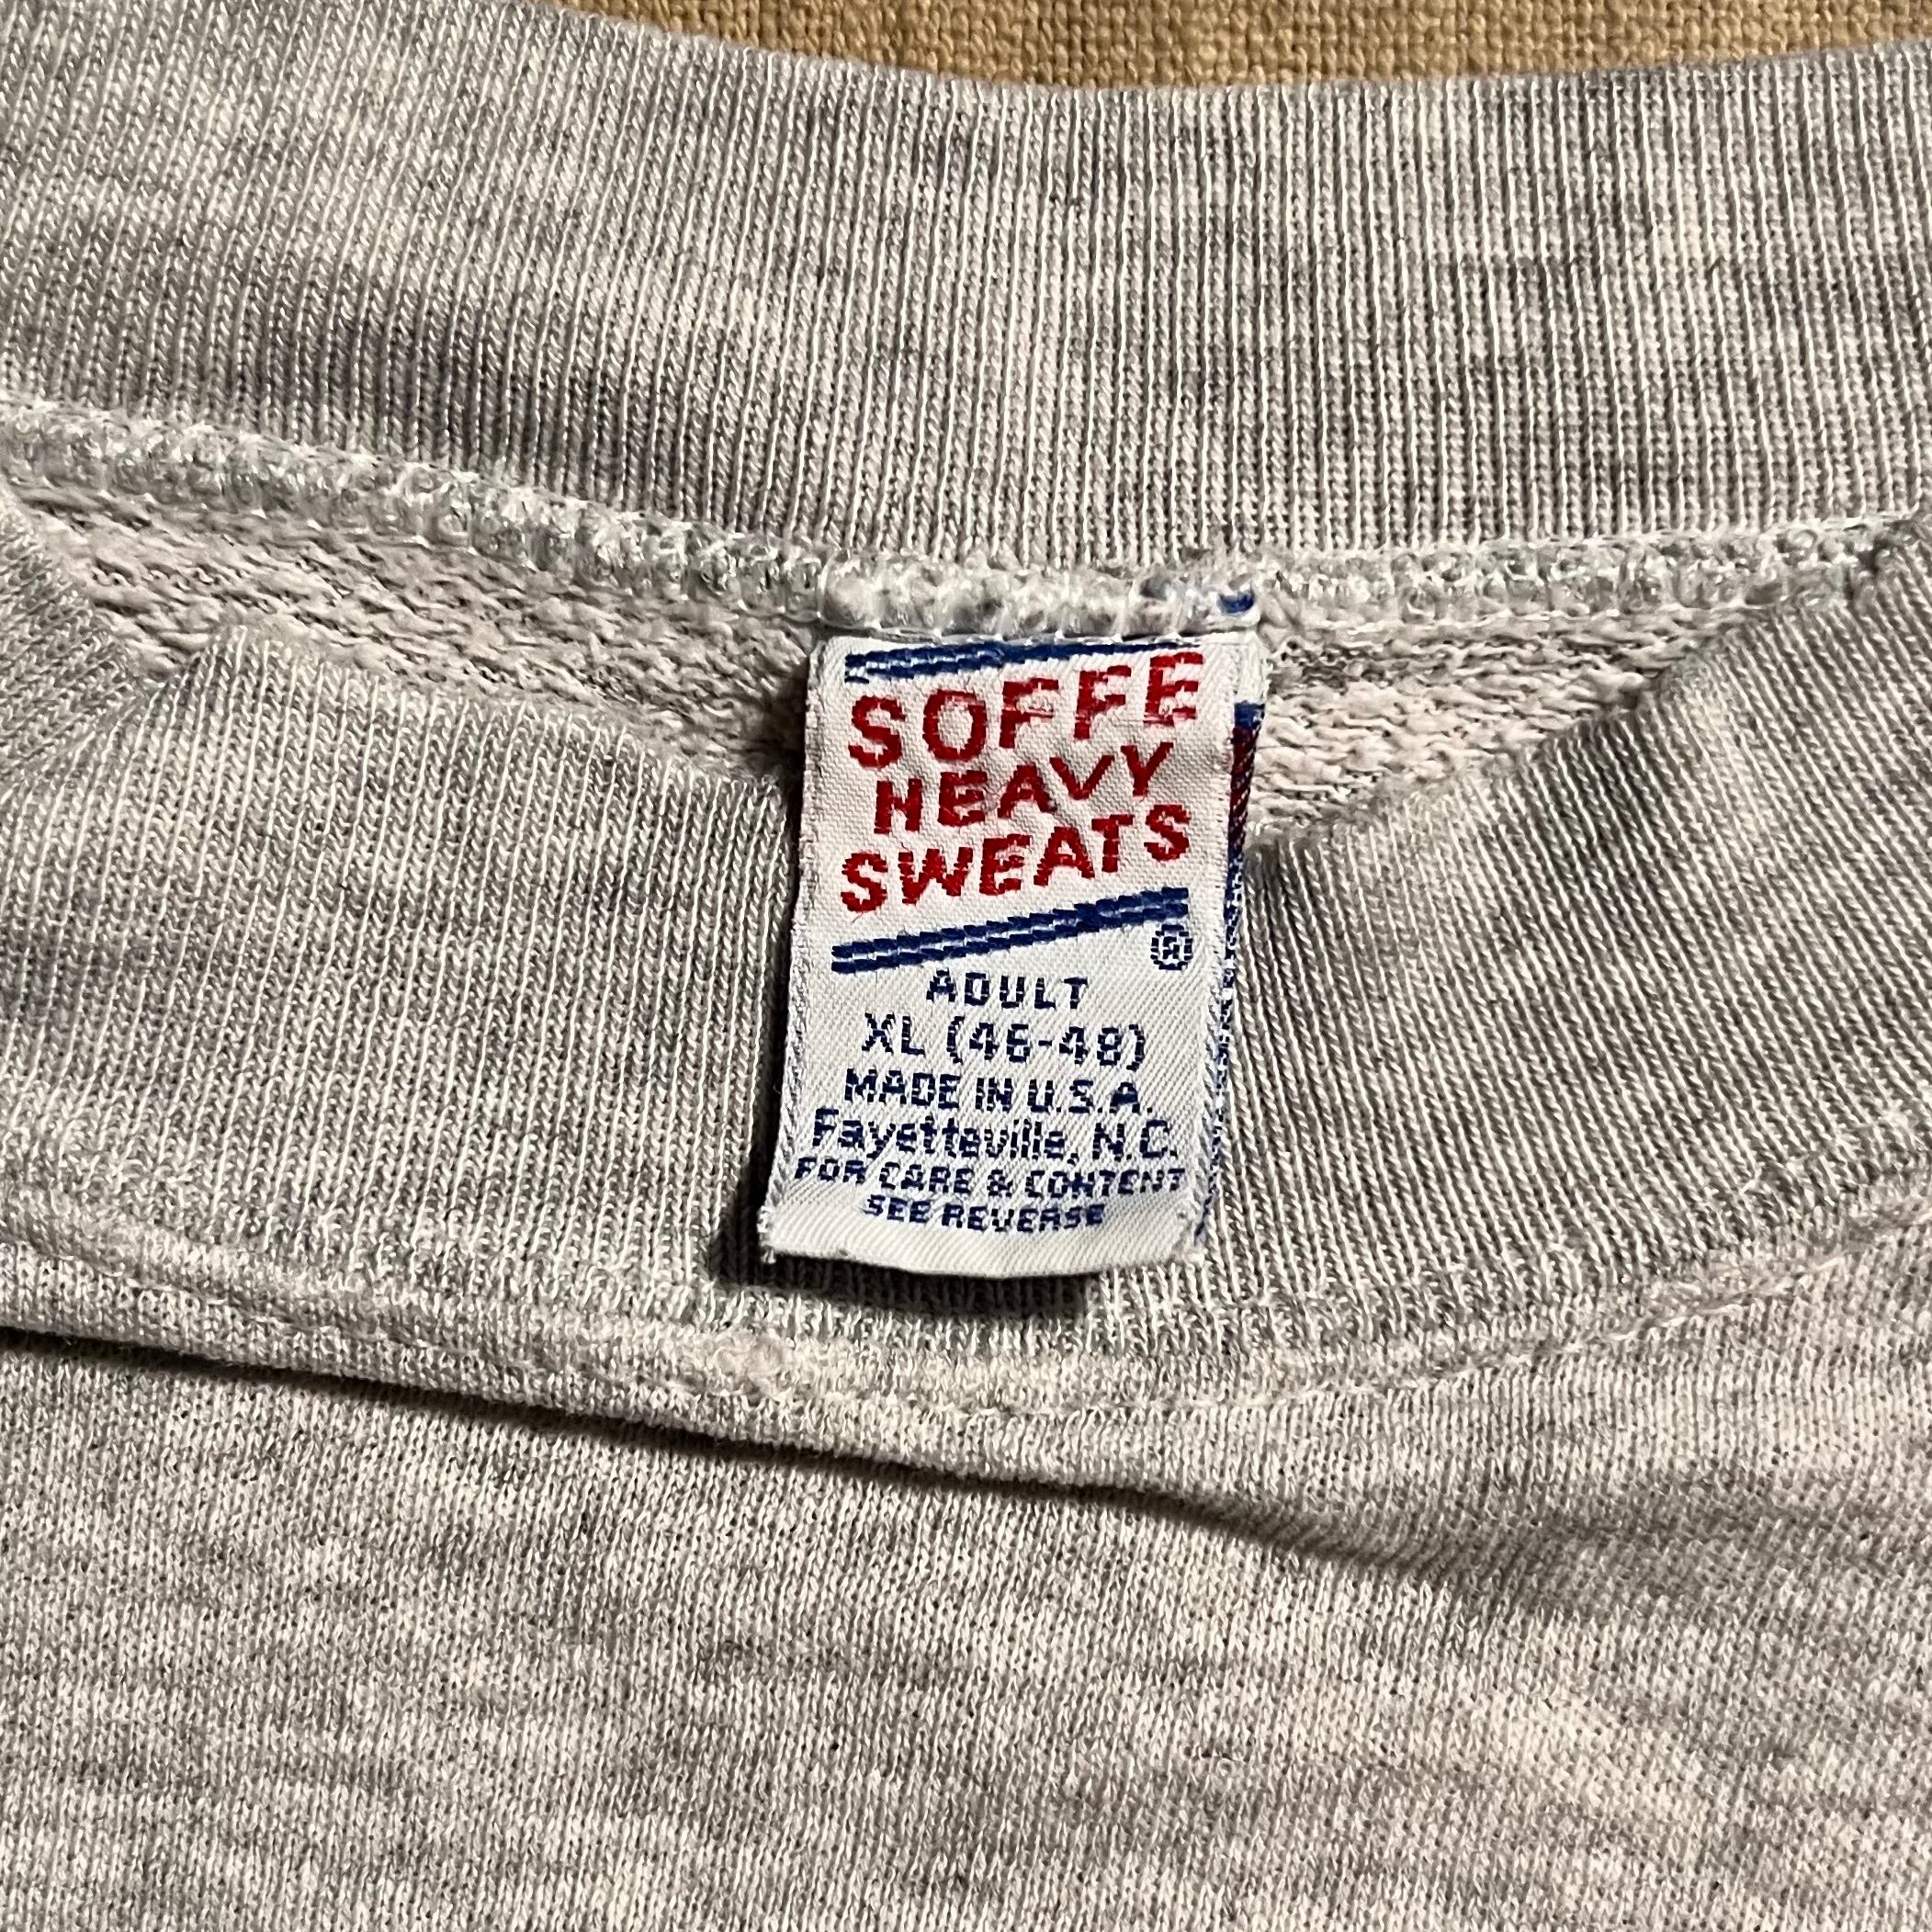 SOFFE
HEAVY
SWEATS
®
ADULT
XL (46-48)
MADE IN U.S.A.
Fayetteville, N.C.
FOR CARE & CONTENT
SEE REVERSE